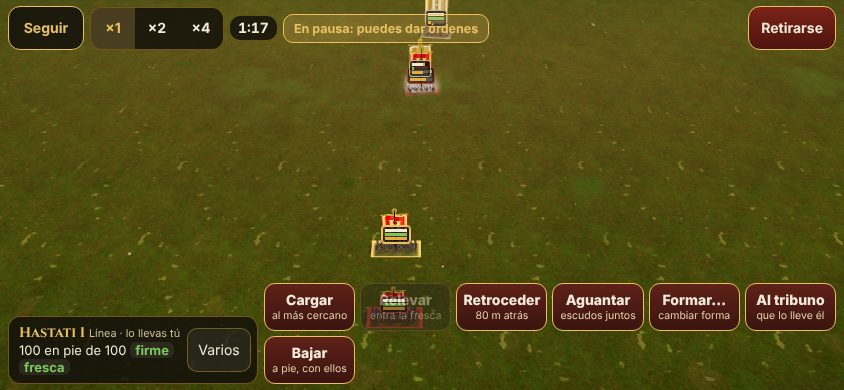 Seguir
×1
×2
×4
1:17
En pausa: puedes dar órdenes
Retirarse
Cargar
al más cercano
Relevar
entra la fresca
Retroceder
80 m atrás
Aguantar
escudos juntos
Formar...
cambiar forma
Al tribuno
que lo lleve él
HASTATI I Línea · lo llevas tú
100 en pie de 100 firme
fresca
Varios
Bajar
a pie, con ellos